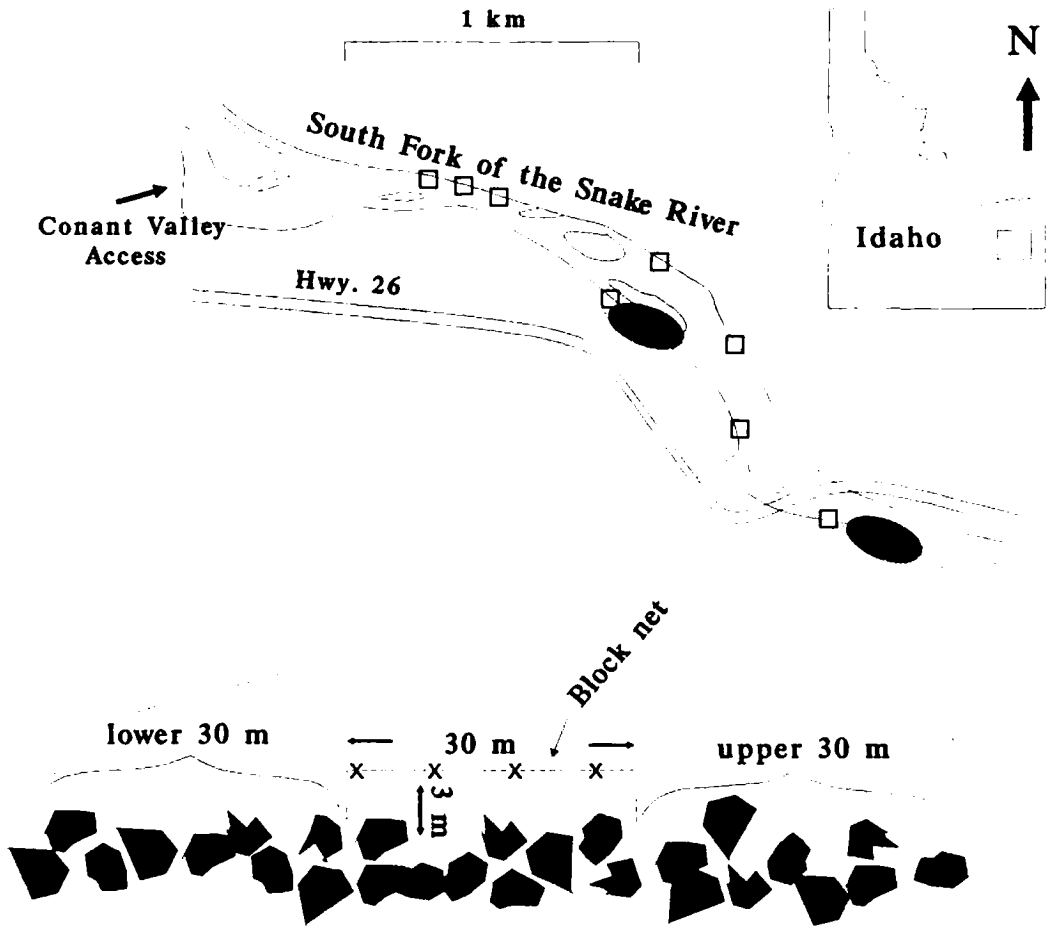 1 km
N
South Fork of the Snake River
Conant Valley
Access
Idaho
Hwy. 26
Block net
lower 30 m
30 m
upper 30 m
x x x x
3 m